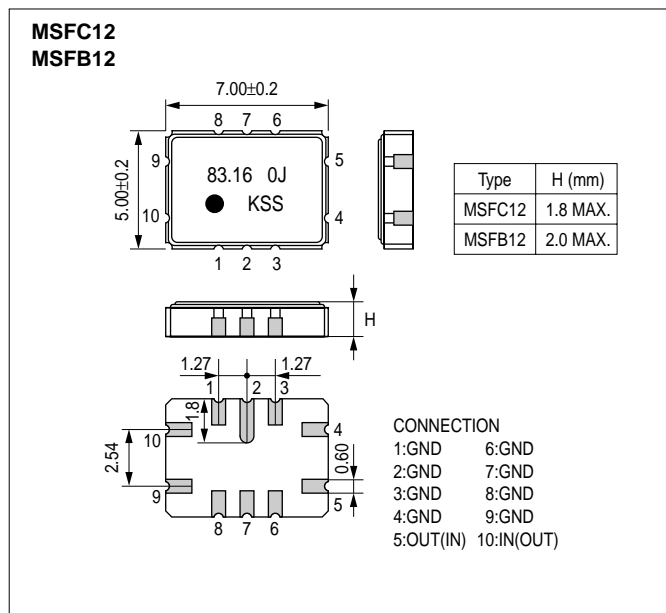 MSFC12
MSFB12
7.00±0.2
8 7 6
5.00±0.2
9
10
83.16 0J
KSS
5
4
1 2 3
Type H (mm)
MSFC12 1.8 MAX.
MSFB12 2.0 MAX.
H
1.27 1.27
1 2 3
1.8
10
9
2.54
4
0.60
5
8 7 6
CONNECTION
1:GND 6:GND
2:GND 7:GND
3:GND 8:GND
4:GND 9:GND
5:OUT(IN) 10:IN(OUT)